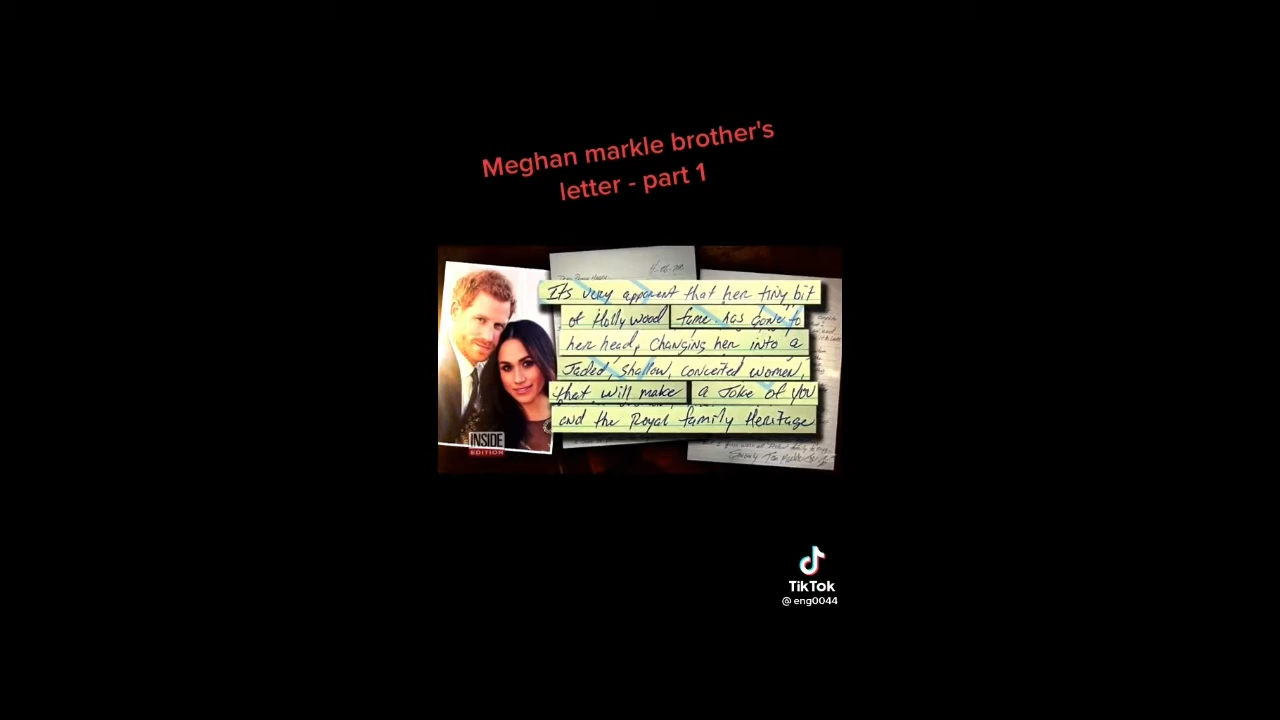 Meghan markle brother's
letter - part 1
It's very apparent that her tiny bit
of Hollywood fame has gone to
her head, changing her into a
Jaded, shallow, conceited women,
that will make a Joke of you
and the Royal family Heritage
INSIDE
EDITION
TikTok
@eng0044